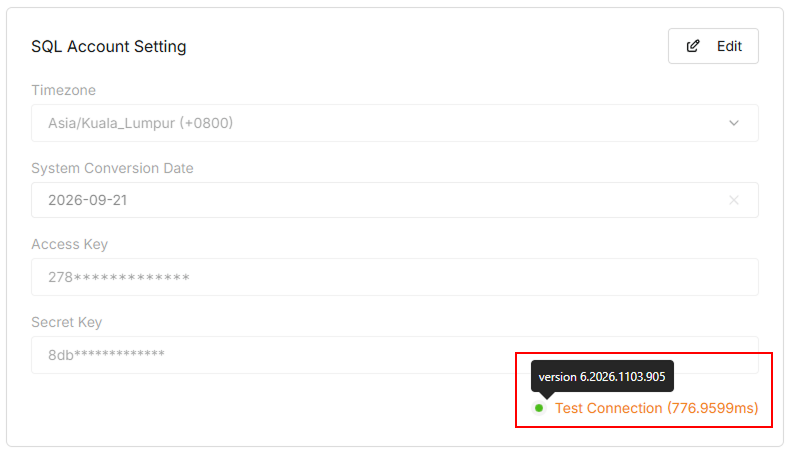 SQL Account Setting
Edit
Timezone
Asia/Kuala_Lumpur (+0800)
System Conversion Date
2026-09-21
Access Key
278*************
Secret Key
8db*************
version 6.2026.1103.905
Test Connection (776.9599ms)